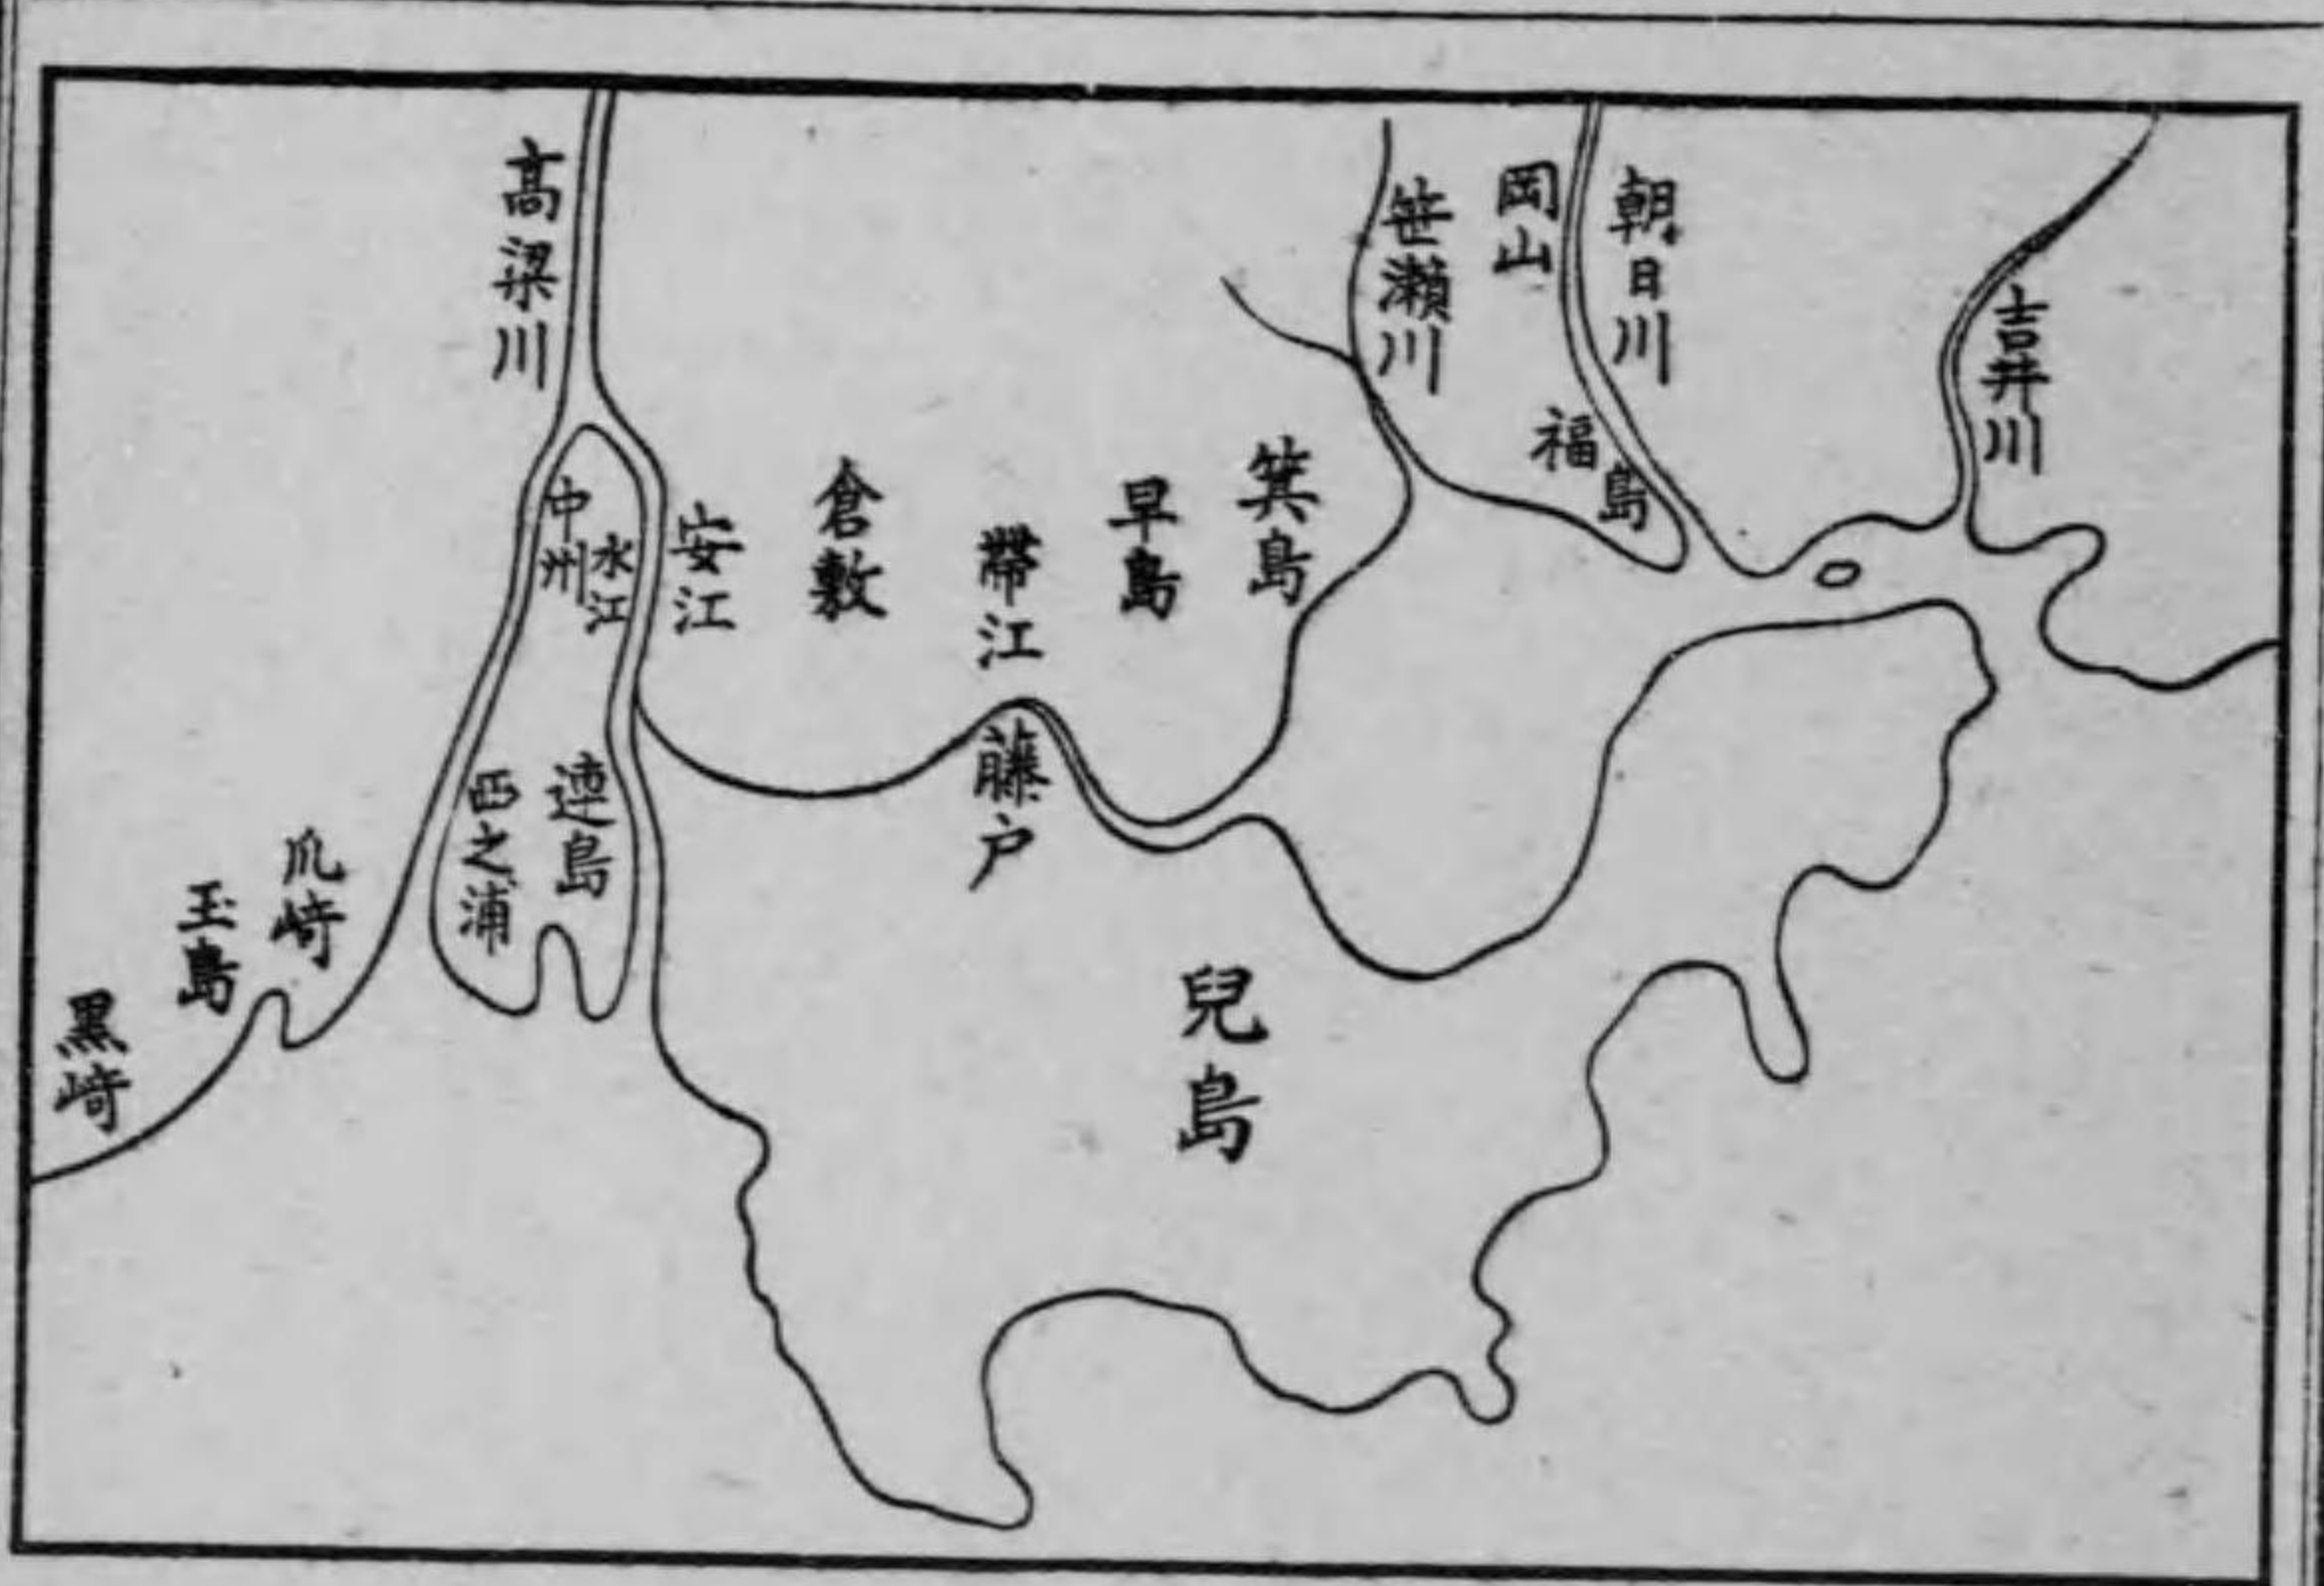 吉井川
朝日川
岡山
福島
笹瀬川
箕島
早島
帶江
藤戸
倉敷
安江
兒島
高梁川
中州
水江
連島
西之浦
爪崎
玉島
黒崎